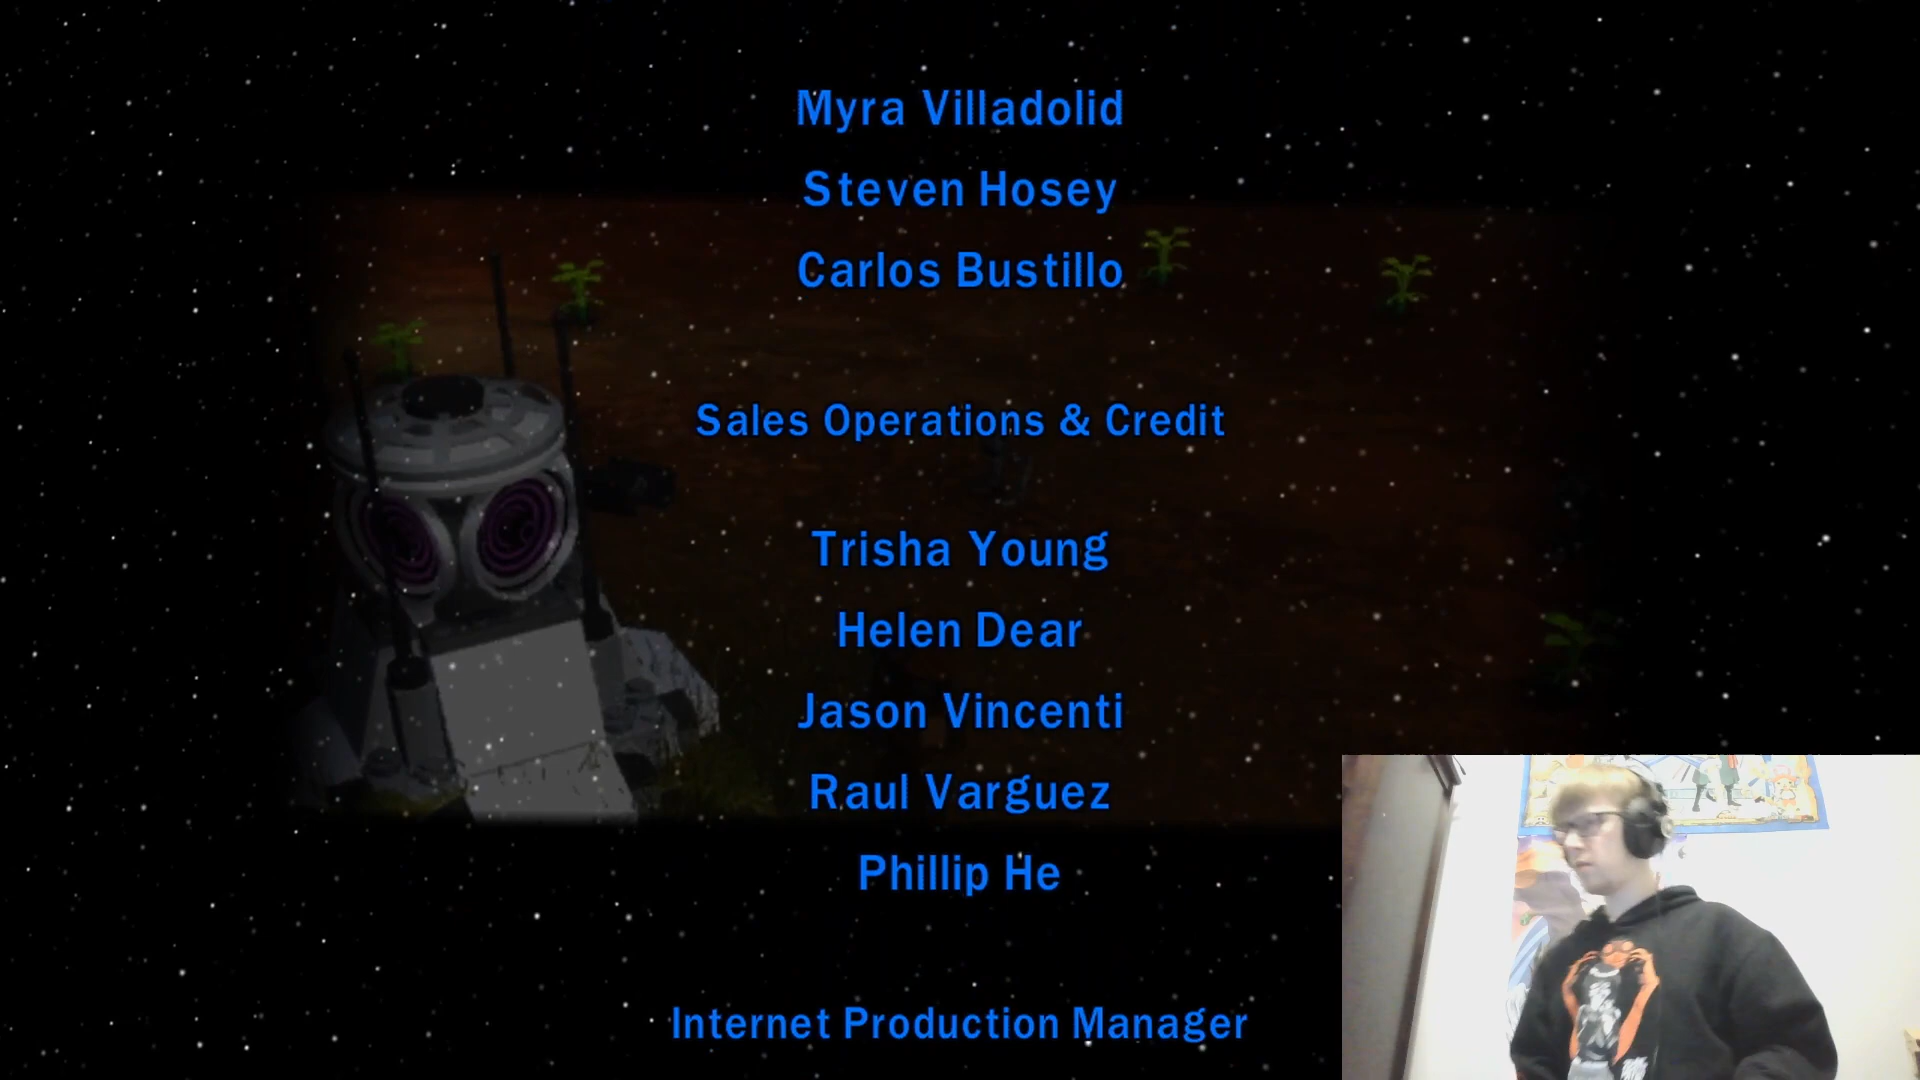 Myra Villadolid
Steven Hosey
Carlos Bustillo
Sales Operations & Credit
Trisha Young
Helen Dear
Jason Vincenti
Raul Varguez
Phillip He
Internet Production Manager